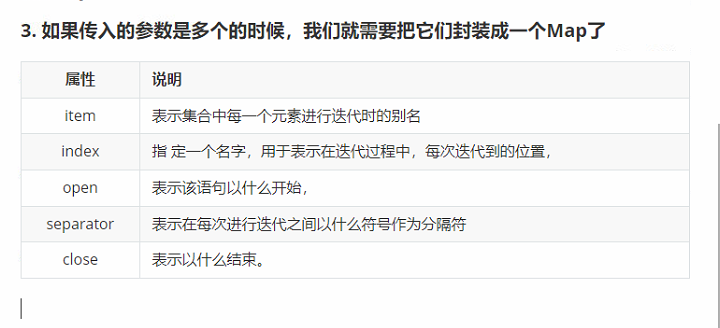 3. 如果传入的参数是多个的时候，我们就需要把它们封装成一个Map了
属性 说明
item 表示集合中每一个元素进行迭代时的别名
index 指 定一个名字，用于表示在迭代过程中，每次迭代到的位置，
open 表示该语句以什么开始，
separator 表示在每次进行迭代之间以什么符号作为分隔符
close 表示以什么结束。